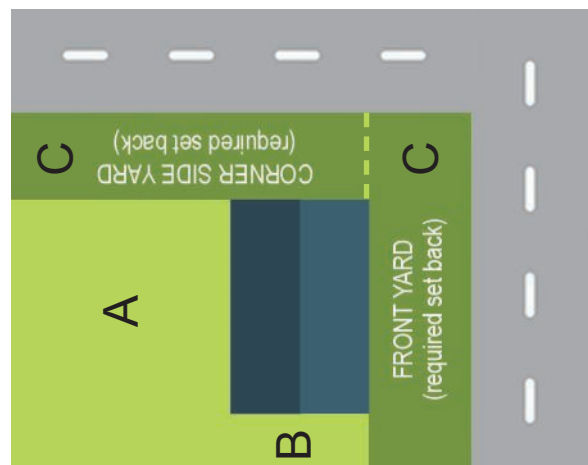 C
CORNER SIDE YARD
(required set back)
C
A
FRONT YARD
(required set back)
B